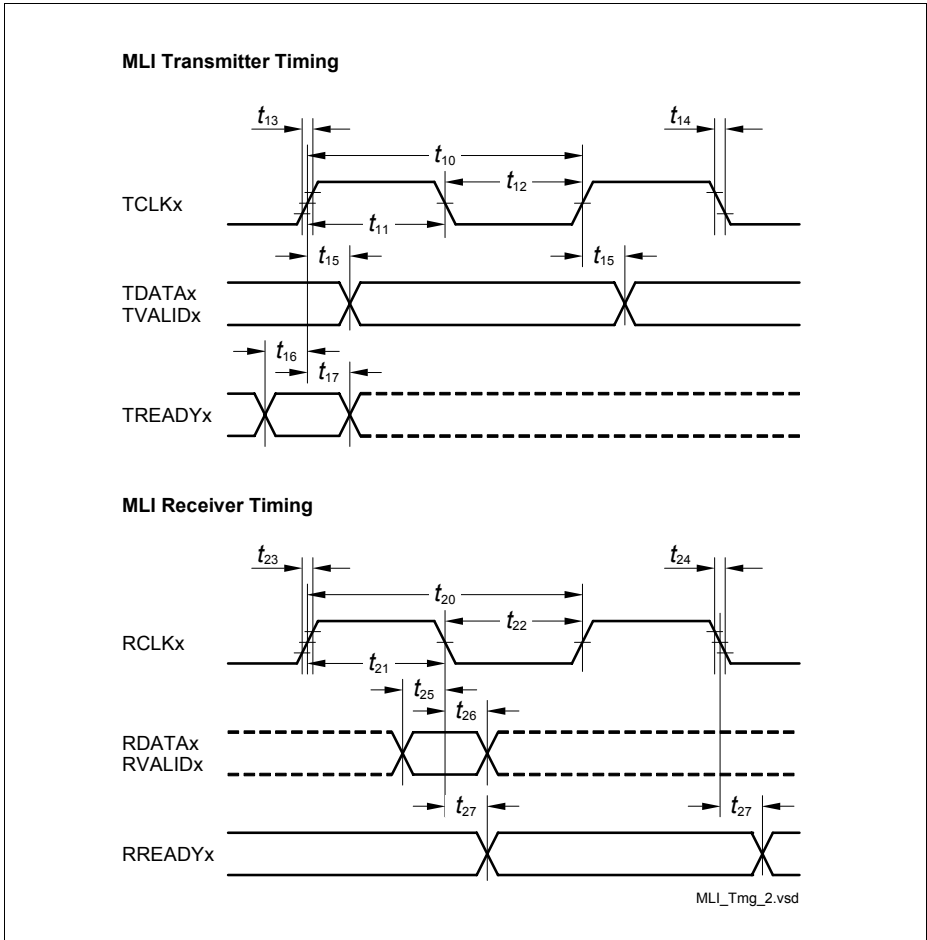 MLI Transmitter Timing
t13
t14
t10
t12
TCLKx
t11
t15
t15
TDATAx
TVALIDx
t16
t17
TREADYx
MLI Receiver Timing
t23
t24
t20
t22
RCLKx
t21
t25
t26
RDATAx
RVALIDx
t27
t27
RREADYx
MLI_Tmg_2.vsd